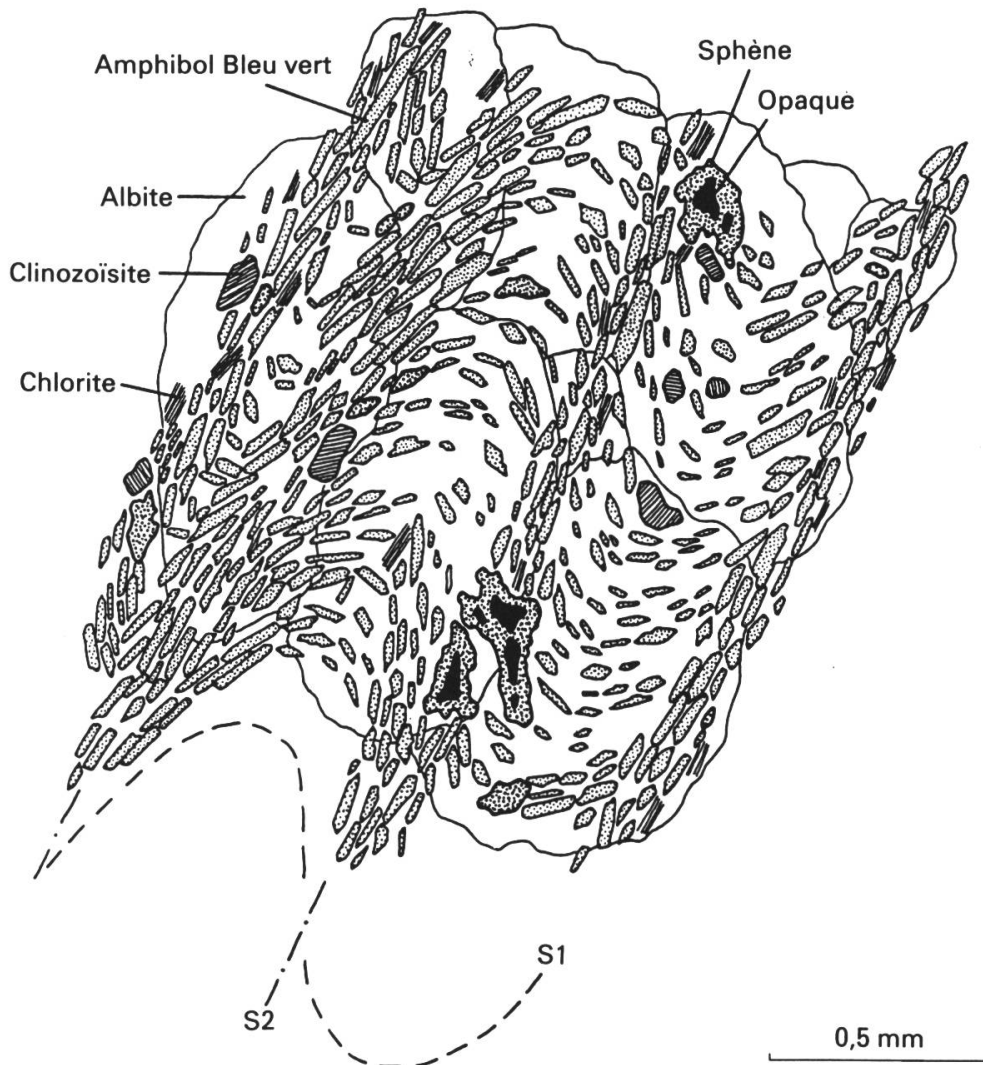 Sphène
Amphibol Bleu vert
Opaque
Albite
Clinozoïsite
Chlorite
S1
S2
0,5 mm